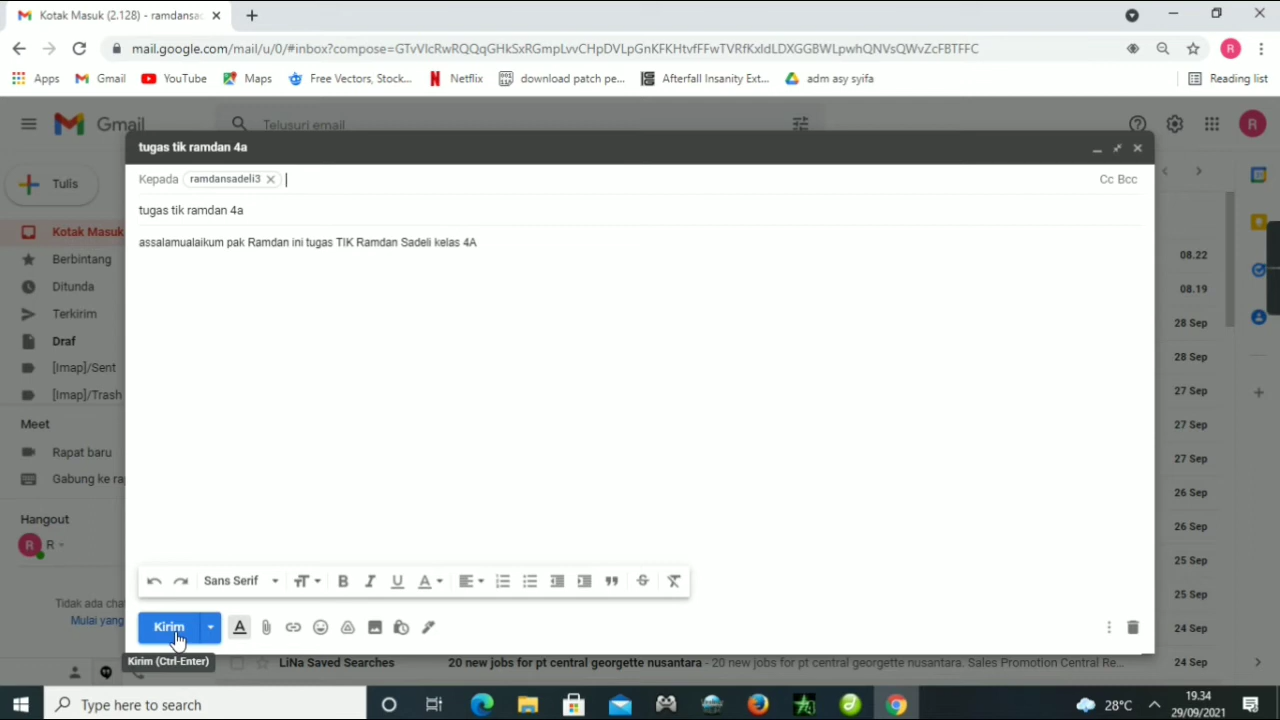 Kotak Masuk (2.128) - ramdansa
mail.google.com/mail/u/0/#inbox?compose=GTvVlcRwRQQqGHkSxRGmpLvvCHpDVLpGnKFKHtvfFFwTVRfKxldLDXGGBWLpwhQNVsQWvZcFBTFFC
R
Apps Gmail YouTube Maps Free Vectors, Stock... Netflix download patch pe... Afterfall Insanity Ext... adm asy syifa Reading list
Gmail Telusuri email R
tugas tik ramdan 4a
Tulis Kepada ramdansadeli3 Cc Bcc
tugas tik ramdan 4a
Kotak Masuk
assalamualaikum pak Ramdan ini tugas TIK Ramdan Sadeli kelas 4A
Berbintang 08.22
Ditunda 08.19
Terkirim 28 Sep
Draf 28 Sep
[Imap]/Sent
[Imap]/Trash 27 Sep
Meet 27 Sep
Rapat baru 27 Sep
Gabung ke ra 26 Sep
Hangout 26 Sep
R R
25 Sep
Sans Serif B I U A S
Tidak ada cha 25 Sep
Mulai yang Kirim A 24 Sep
Kirim (Ctrl-Enter) LiNa Saved Searches 20 new jobs for pt central georgette nusantara - 20 new jobs for pt central georgette nusantara. Sales Promotion Central Re... 24 Sep
Type here to search 28°C 19.34
29/09/2021